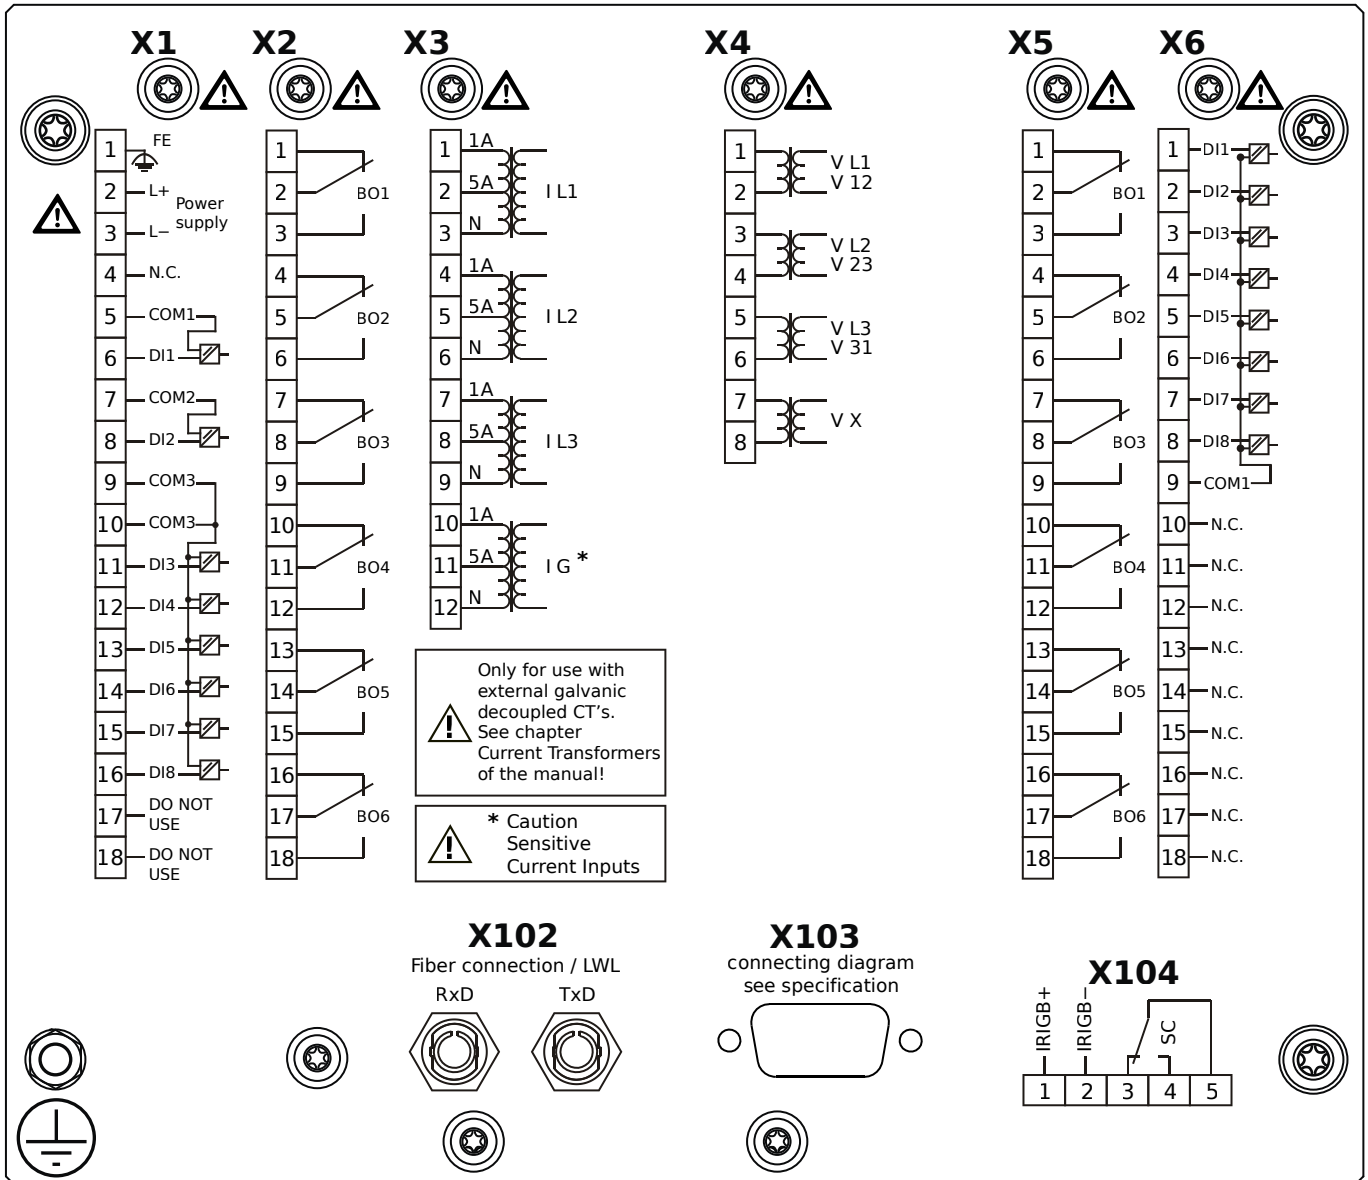 X1
X2
X3
X4
X5
X6
1 FE
2 L+ Power
supply
3 L−
4 N.C.
5 COM1
6 DI1
7 COM2
8 DI2
9 COM3
10 COM3
11 DI3
12 DI4
13 DI5
14 DI6
15 DI7
16 DI8
17 DO NOT
USE
18 DO NOT
USE
1
2 BO1
3
4
5 BO2
6
7
8 BO3
9
10
11 BO4
12
13
14 BO5
15
16
17 BO6
18
1 1A
2 5A I L1
3 N
4 1A
5 5A I L2
6 N
7 1A
8 5A I L3
9 N
10 1A
11 5A I G *
12 N
Only for use with
external galvanic
decoupled CT's.
See chapter
Current Transformers
of the manual!
* Caution
Sensitive
Current Inputs
1 V L1
2 V 12
3 V L2
4 V 23
5 V L3
6 V 31
7 V X
8
1
2 BO1
3
4
5 BO2
6
7
8 BO3
9
10
11 BO4
12
13
14 BO5
15
16
17 BO6
18
1 DI1
2 DI2
3 DI3
4 DI4
5 DI5
6 DI6
7 DI7
8 DI8
9 COM1
10 N.C.
11 N.C.
12 N.C.
13 N.C.
14 N.C.
15 N.C.
16 N.C.
17 N.C.
18 N.C.
X102
Fiber connection / LWL
RxD TxD
X103
connecting diagram
see specification
X104
IRIGB+
IRIGB−
SC
1 2 3 4 5